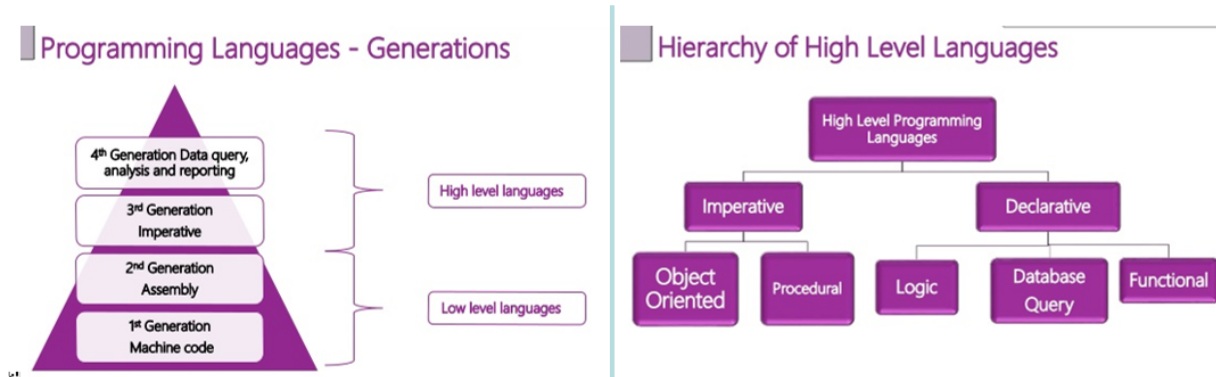 Programming Languages - Generations
4th Generation Data query,
analysis and reporting
3rd Generation
Imperative
2nd Generation
Assembly
1st Generation
Machine code
High level languages
Low level languages
Hierarchy of High Level Languages
High Level Programming
Languages
Imperative
Declarative
Object
Oriented
Procedural
Logic
Database
Query
Functional